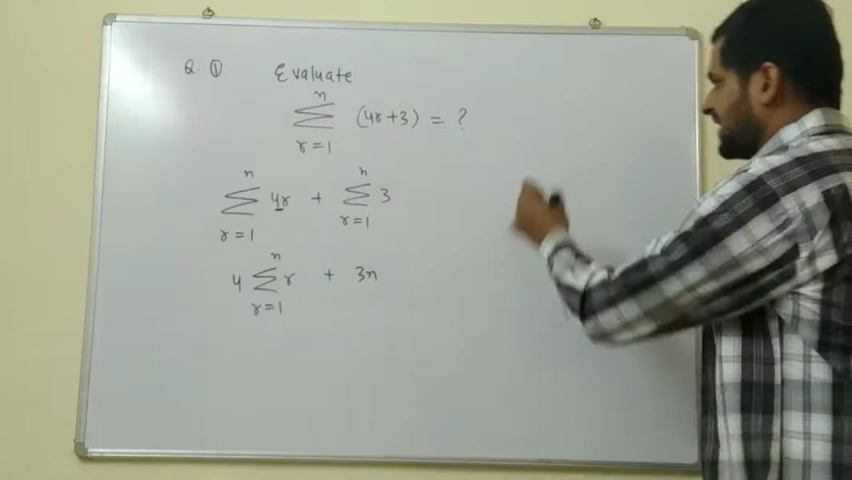 Q. ① Evaluate
n
∑ (4r+3) = ?
r=1
n n
∑ 4r + ∑ 3
r=1 r=1
n
4 ∑ r + 3n
r=1